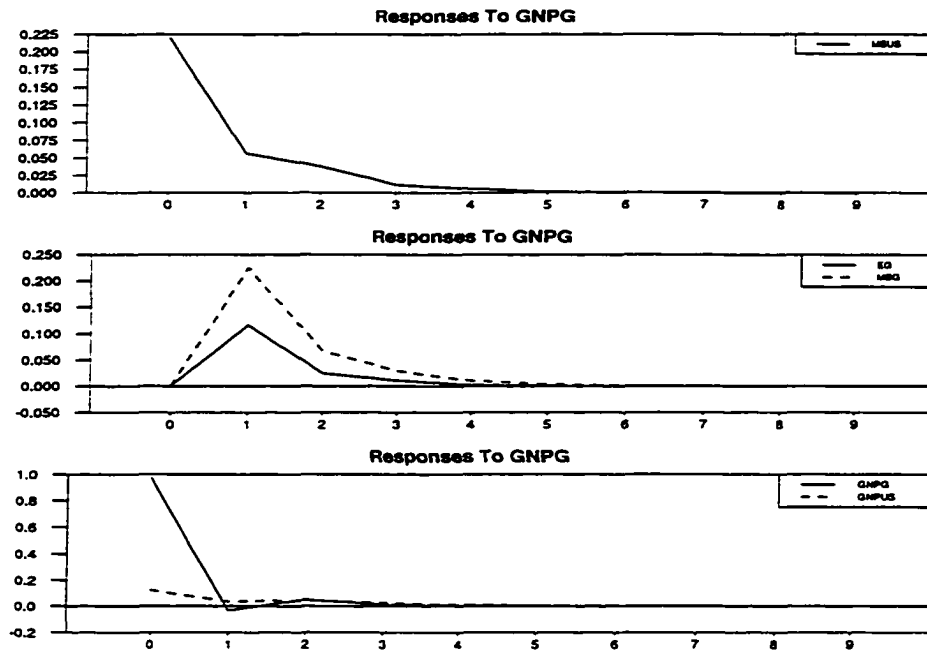 Responses To GNPG
0.225
0.200
0.175
0.150
0.125
0.100
0.075
0.050
0.025
0.000
MBUS
0 1 2 3 4 5 6 7 8 9
Responses To GNPG
0.250
0.200
0.150
0.100
0.050
0.000
-0.050
EG
MBG
0 1 2 3 4 5 6 7 8 9
Responses To GNPG
1.0
0.8
0.6
0.4
0.2
0.0
-0.2
GNPG
GNPUS
0 1 2 3 4 5 6 7 8 9